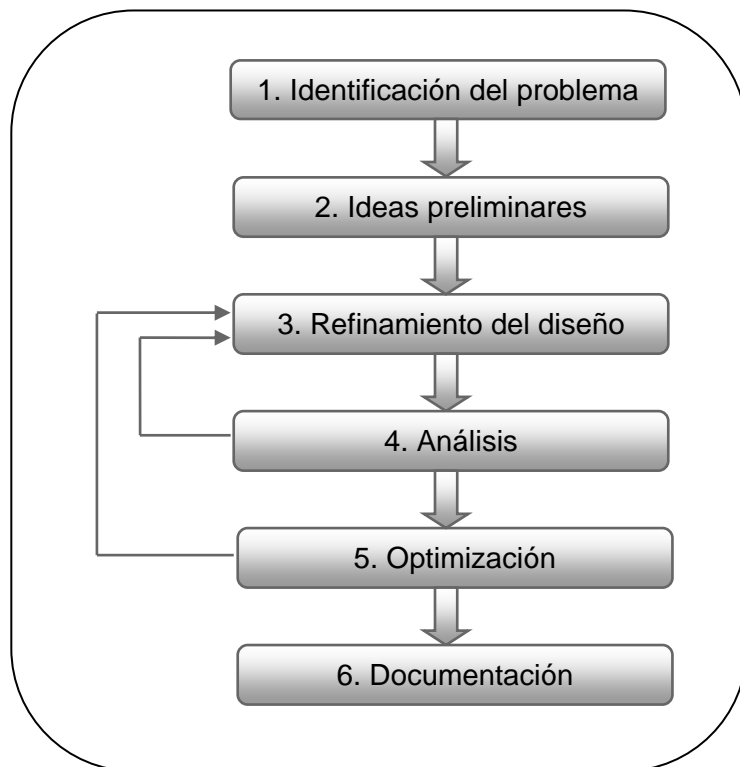 1. Identificación del problema
2. Ideas preliminares
3. Refinamiento del diseño
4. Análisis
5. Optimización
6. Documentación